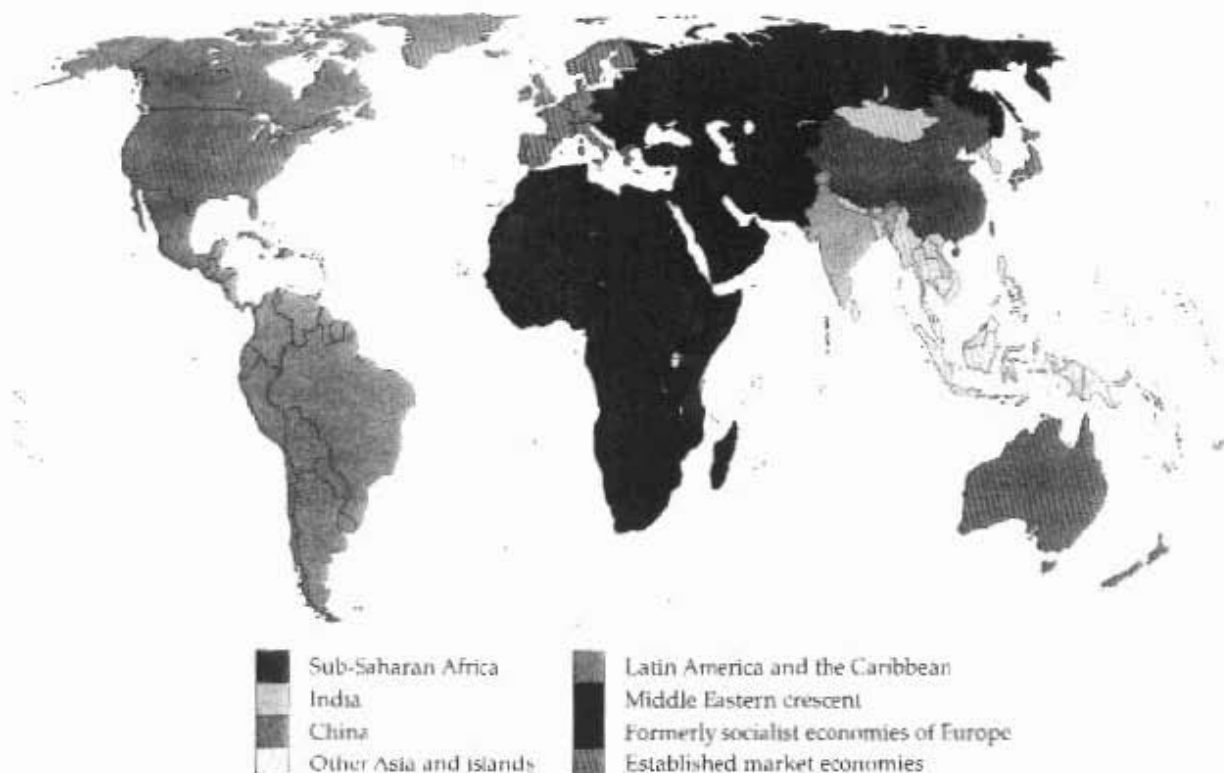 Sub-Saharan Africa
India
China
Other Asia and islands
Latin America and the Caribbean
Middle Eastern crescent
Formerly socialist economies of Europe
Established market economies